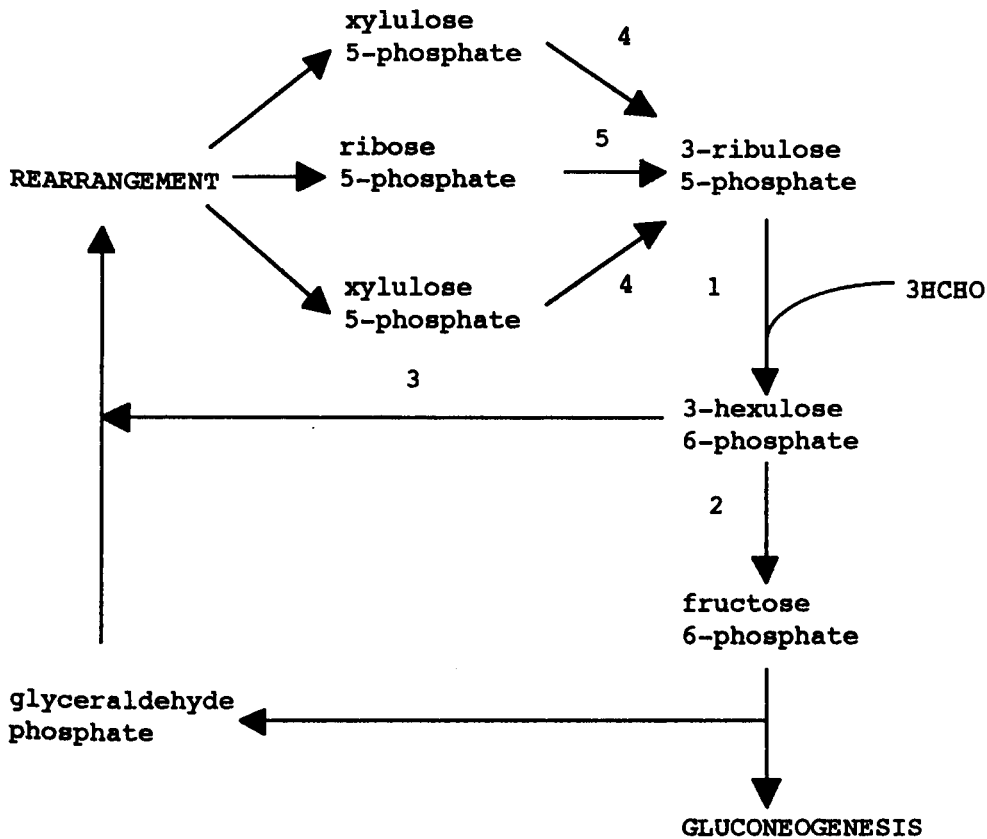 xylulose
5-phosphate
4
ribose
5-phosphate
5
3-ribulose
5-phosphate
REARRANGEMENT
xylulose
5-phosphate
4
1
3HCHO
3
3-hexulose
6-phosphate
2
fructose
6-phosphate
glyceraldehyde
phosphate
GLUCONEOGENESIS